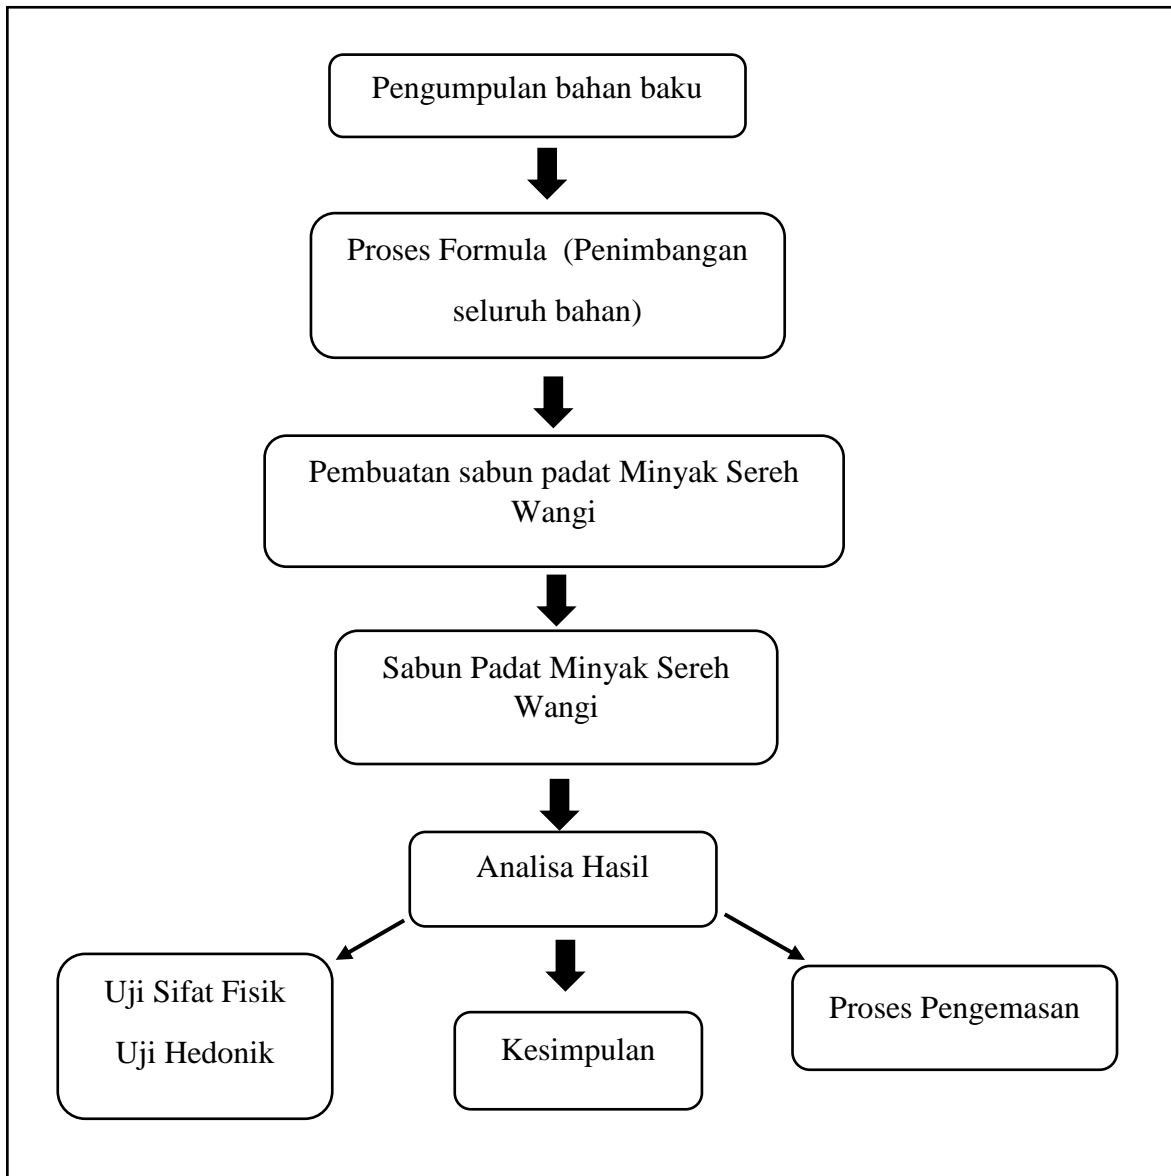 Pengumpulan bahan baku
Proses Formula (Penimbangan
seluruh bahan)
Pembuatan sabun padat Minyak Sereh
Wangi
Sabun Padat Minyak Sereh
Wangi
Analisa Hasil
Uji Sifat Fisik
Uji Hedonik
Kesimpulan
Proses Pengemasan